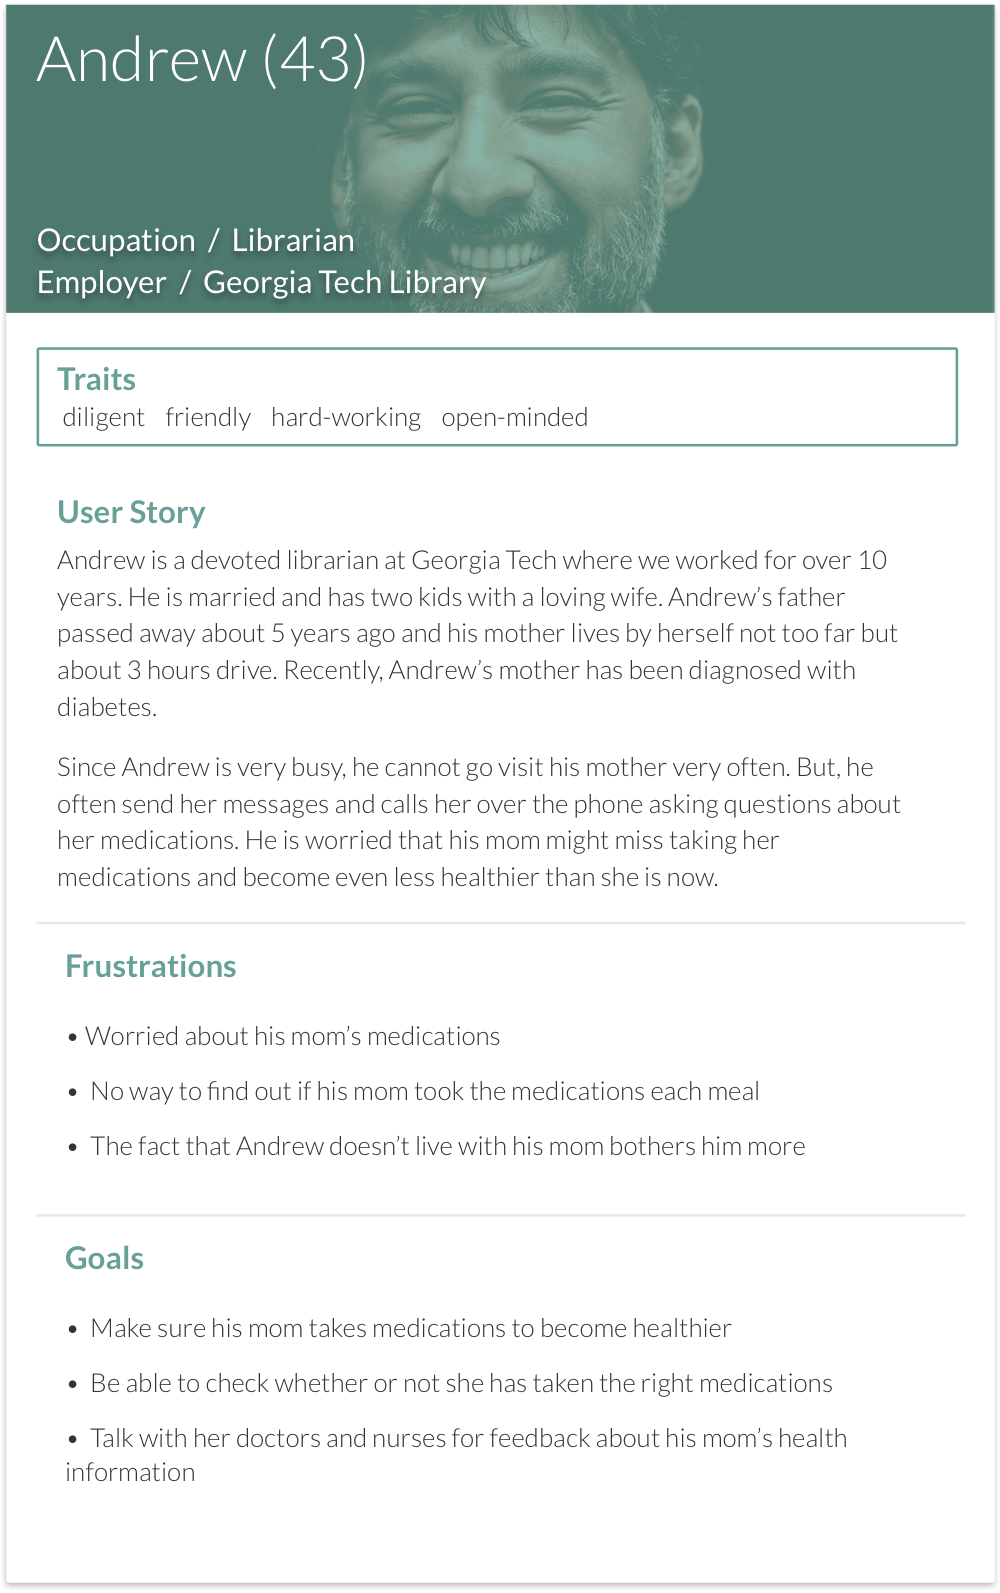 Andrew (43)
Occupation / Librarian
Employer / Georgia Tech Library
Traits
diligent friendly hard-working open-minded
User Story
Andrew is a devoted librarian at Georgia Tech where we worked for over 10
years. He is married and has two kids with a loving wife. Andrew’s father
passed away about 5 years ago and his mother lives by herself not too far but
about 3 hours drive. Recently, Andrew’s mother has been diagnosed with
diabetes.
Since Andrew is very busy, he cannot go visit his mother very often. But, he
often send her messages and calls her over the phone asking questions about
her medications. He is worried that his mom might miss taking her
medications and become even less healthier than she is now.
Frustrations
• Worried about his mom’s medications
• No way to find out if his mom took the medications each meal
• The fact that Andrew doesn’t live with his mom bothers him more
Goals
• Make sure his mom takes medications to become healthier
• Be able to check whether or not she has taken the right medications
• Talk with her doctors and nurses for feedback about his mom’s health
information